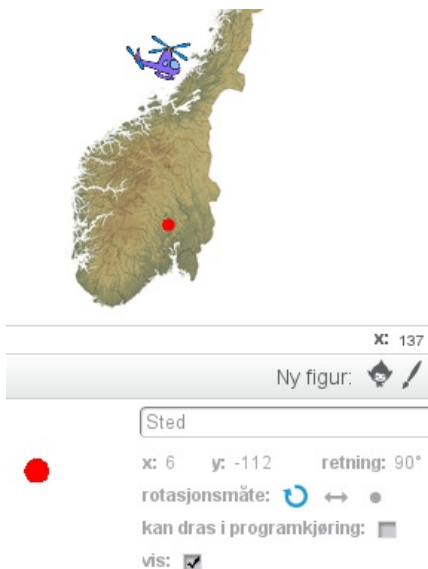 x: 137
Ny figur:
Sted
x: 6 y: -112 retning: 90°
rotasjonsmåte:
kan dras i programkjøring:
vis: